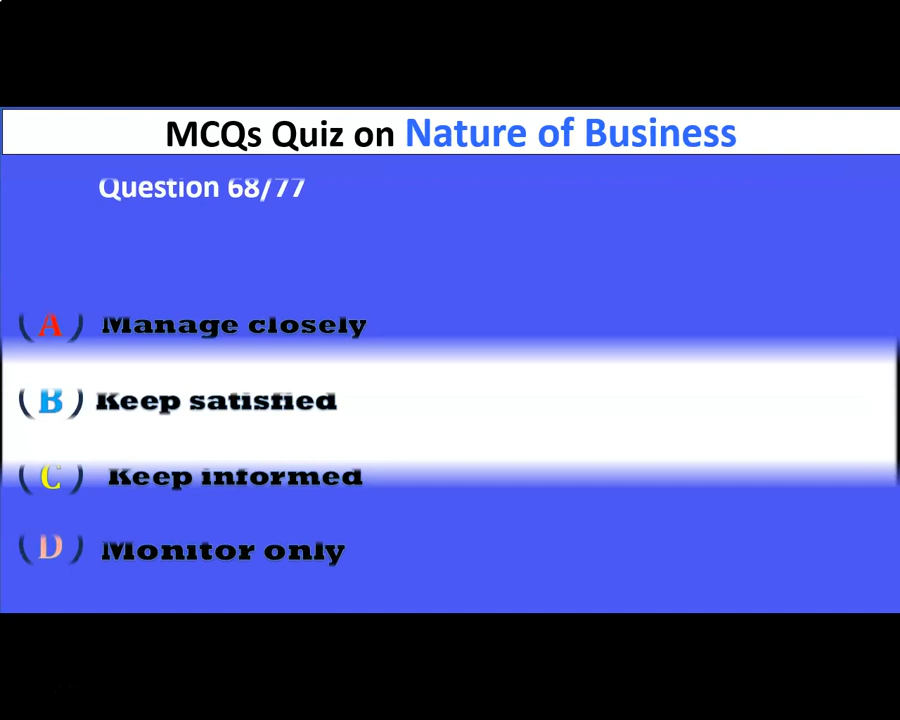 MCQs Quiz on Nature of Business
Question 68/77
(A) Manage closely
(B) Keep satisfied
(C) Keep informed
(D) Monitor only